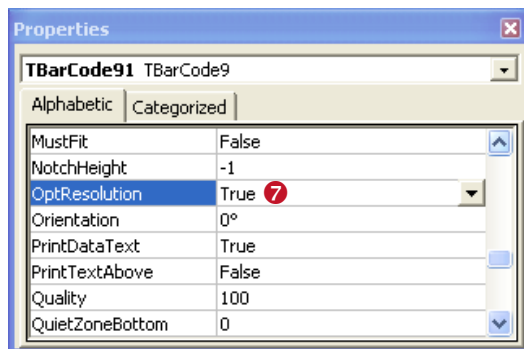 Properties
TBarCode91 TBarCode9
Alphabetic Categorized
MustFit False
NotchHeight -1
OptResolution True 7
Orientation 0°
PrintDataText True
PrintTextAbove False
Quality 100
QuietZoneBottom 0